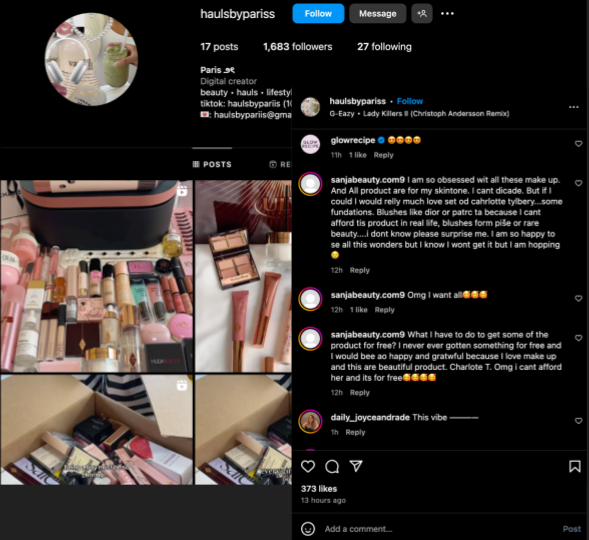 haulsbypariss
Follow
Message
17 posts
1,683 followers
27 following
Paris
Digital creator
beauty • hauls • lifesty
tiktok: haulsbypariis (10
💌: haulsbypariis@gma
POSTS
RE
haulsbypariss • Follow
G-Eazy • Lady Killers II (Christoph Andersson Remix)
GLOW
RECIPE
glowrecipe 😍😍😍😍
11h 1 like Reply
sanjabeauty.com9 I am so obsessed wit all these make up.
And All product are for my skintone. I cant dicade. But if I
could I would relly much love set od cahrlotte tylbery...some
fundations. Blushes like dior or patrc ta because I cant
afford tis product in real life, blushes form piše or rare
beauty....i dont know please surprise me. I am so happy to
se all this wonders but I know I wont get it but I am hopping
🥹
12h Reply
sanjabeauty.com9 Omg I want all🥰🥰🥰
12h 1 like Reply
sanjabeauty.com9 What I have to do to get some of the
product for free? I never ever gotten something for free and
I would bee ao happy and gratwful because I love make up
and this are beautiful product. Charlote T. Omg i cant afford
her and its for free🥰🥰🥰🥰
12h Reply
daily_joyceandrade This vibe ———
1h Reply
373 likes
13 hours ago
Add a comment...
Post